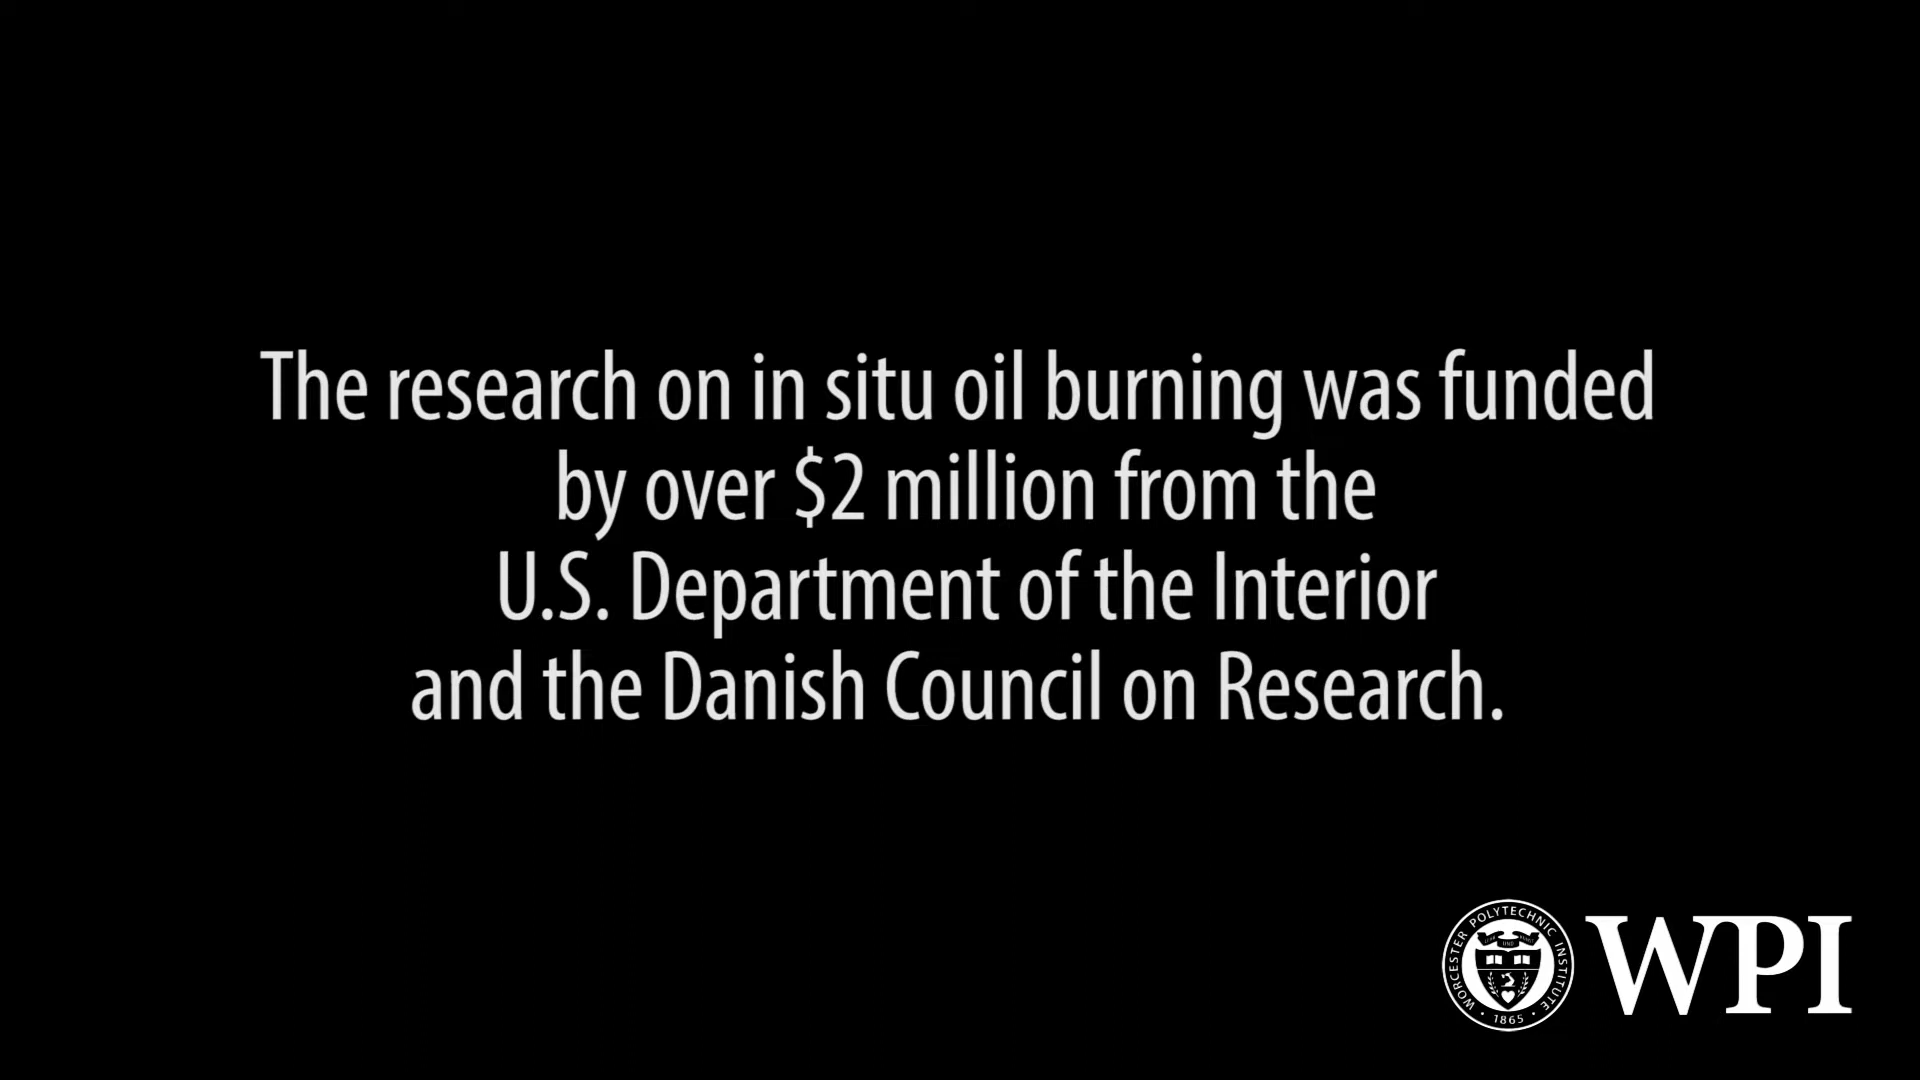 The research on in situ oil burning was funded
by over $2 million from the
U.S. Department of the Interior
and the Danish Council on Research.
WORCESTER POLYTECHNIC INSTITUTE
1865
WPI